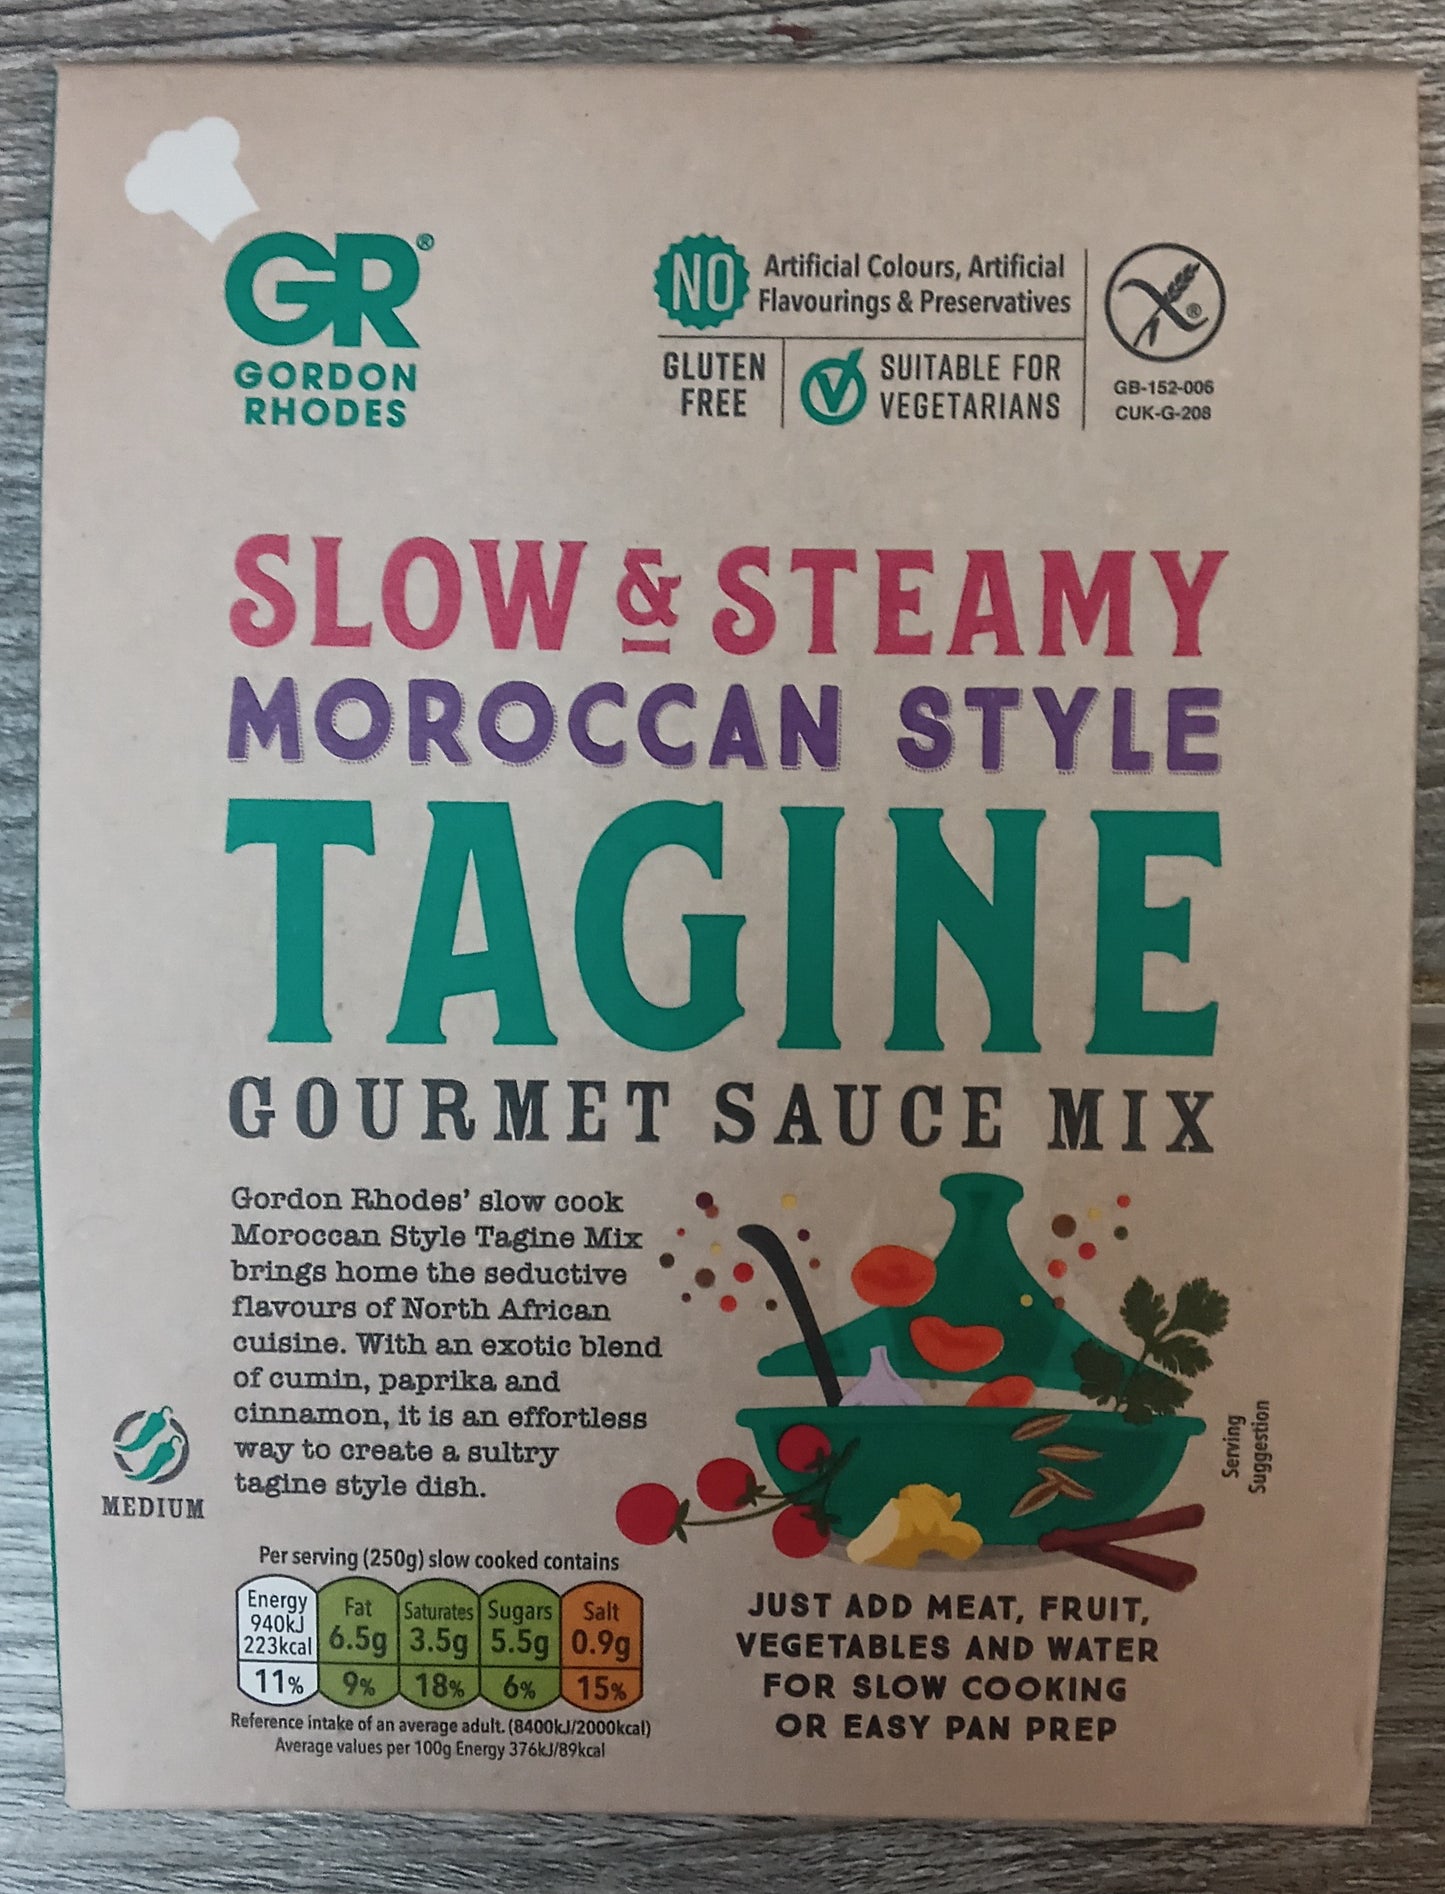 GR®
GORDON
RHODES
NO
Artificial Colours, Artificial
Flavourings & Preservatives
GLUTEN
FREE
V
SUITABLE FOR
VEGETARIANS
®
GB-152-006
CUK-G-208
SLOW & STEAMY
MOROCCAN STYLE
TAGINE
GOURMET SAUCE MIX
Gordon Rhodes' slow cook
Moroccan Style Tagine Mix
brings home the seductive
flavours of North African
cuisine. With an exotic blend
of cumin, paprika and
cinnamon, it is an effortless
way to create a sultry
tagine style dish.
MEDIUM
Serving
Suggestion
Per serving (250g) slow cooked contains
Energy
940kJ
223kcal
11%
Fat
6.5g
9%
Saturates
3.5g
18%
Sugars
5.5g
6%
Salt
0.9g
15%
Reference intake of an average adult. (8400kJ/2000kcal)
Average values per 100g Energy 376kJ/89kcal
JUST ADD MEAT, FRUIT,
VEGETABLES AND WATER
FOR SLOW COOKING
OR EASY PAN PREP